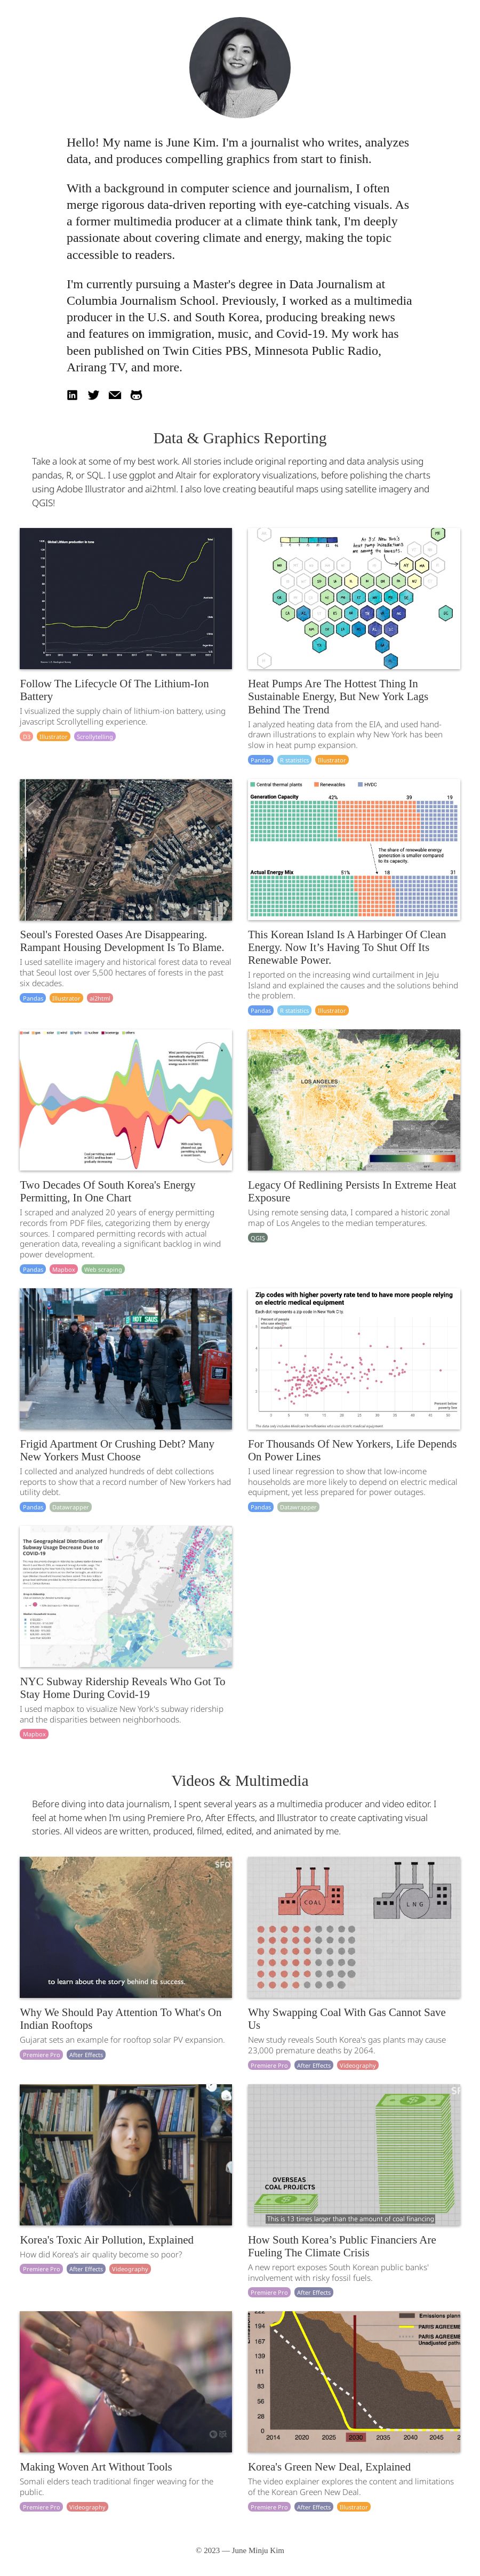 Hello! My name is June Kim. I'm a journalist who writes, analyzes
data, and produces compelling graphics from start to finish.
With a background in computer science and journalism, I often
merge rigorous data-driven reporting with eye-catching visuals. As
a former multimedia producer at a climate think tank, I'm deeply
passionate about covering climate and energy, making the topic
accessible to readers.
I'm currently pursuing a Master's degree in Data Journalism at
Columbia Journalism School. Previously, I worked as a multimedia
producer in the U.S. and South Korea, producing breaking news
and features on immigration, music, and Covid-19. My work has
been published on Twin Cities PBS, Minnesota Public Radio,
Arirang TV, and more.
Data & Graphics Reporting
Take a look at some of my best work. All stories include original reporting and data analysis using
pandas, R, or SQL. I use ggplot and Altair for exploratory visualizations, before polishing the charts
using Adobe Illustrator and ai2html. I also love creating beautiful maps using satellite imagery and
QGIS!
Global Lithium production in tons
Follow The Lifecycle Of The Lithium-Ion
Battery
I visualized the supply chain of lithium-ion battery, using
javascript Scrollytelling experience.
D3 Illustrator Scrollytelling
heat pump installations
are among the lowest.
Heat Pumps Are The Hottest Thing In
Sustainable Energy, But New York Lags
Behind The Trend
I analyzed heating data from the EIA, and used hand-
drawn illustrations to explain why New York has been
slow in heat pump expansion.
Pandas R statistics Illustrator
Seoul's Forested Oases Are Disappearing.
Rampant Housing Development Is To Blame.
I used satellite imagery and historical forest data to reveal
that Seoul lost over 5,500 hectares of forests in the past
six decades.
Pandas Illustrator ai2html
Central thermal plants Renewables HVEC
Generation Capacity 42% 39 19
The share of renewable energy
generation is smaller compared
to its capacity.
Actual Energy Mix 51% 18 31
This Korean Island Is A Harbinger Of Clean
Energy. Now It’s Having To Shut Off Its
Renewable Power.
I reported on the increasing wind curtailment in Jeju
Island and explained the causes and the solutions behind
the problem.
Pandas R statistics Illustrator
Two Decades Of South Korea's Energy
Permitting, In One Chart
I scraped and analyzed 20 years of energy permitting
records from PDF files, categorizing them by energy
sources. I compared permitting records with actual
generation data, revealing a significant backlog in wind
power development.
Pandas Mapbox Web scraping
LOS ANGELES
Legacy Of Redlining Persists In Extreme Heat
Exposure
Using remote sensing data, I compared a historic zonal
map of Los Angeles to the median temperatures.
QGIS
Frigid Apartment Or Crushing Debt? Many
New Yorkers Must Choose
I collected and analyzed hundreds of debt collections
reports to show that a record number of New Yorkers had
utility debt.
Pandas Datawrapper
Zip codes with higher poverty rate tend to have more people relying
on electric medical equipment
Each dot represents a zip code in New York City.
Percent of people
who use electric
medical equipment
Percent below
poverty line
For Thousands Of New Yorkers, Life Depends
On Power Lines
I used linear regression to show that low-income
households are more likely to depend on electric medical
equipment, yet less prepared for power outages.
Pandas Datawrapper
The Geographical Distribution of
Subway Usage Decrease Due to
COVID-19
NYC Subway Ridership Reveals Who Got To
Stay Home During Covid-19
I used mapbox to visualize New York's subway ridership
and the disparities between neighborhoods.
Mapbox
Videos & Multimedia
Before diving into data journalism, I spent several years as a multimedia producer and video editor. I
feel at home when I'm using Premiere Pro, After Effects, and Illustrator to create captivating visual
stories. All videos are written, produced, filmed, edited, and animated by me.
SFO
to learn about the story behind its success.
Why We Should Pay Attention To What's On
Indian Rooftops
Gujarat sets an example for rooftop solar PV expansion.
Premiere Pro After Effects
COAL LNG
Why Swapping Coal With Gas Cannot Save
Us
New study reveals South Korea's gas plants may cause
23,000 premature deaths by 2064.
Premiere Pro After Effects Videography
Korea's Toxic Air Pollution, Explained
How did Korea's air quality become so poor?
Premiere Pro After Effects Videography
OVERSEAS
COAL PROJECTS
This is 13 times larger than the amount of coal financing
How South Korea’s Public Financiers Are
Fueling The Climate Crisis
A new report exposes South Korean public banks'
involvement with risky fossil fuels.
Premiere Pro After Effects
Making Woven Art Without Tools
Somali elders teach traditional finger weaving for the
public.
Premiere Pro Videography
194
167
139
111
83
56
28
0
2014 2020 2025 2030 2035 2040 2045
Korea's Green New Deal, Explained
The video explainer explores the content and limitations
of the Korean Green New Deal.
Premiere Pro After Effects Illustrator
© 2023 — June Minju Kim